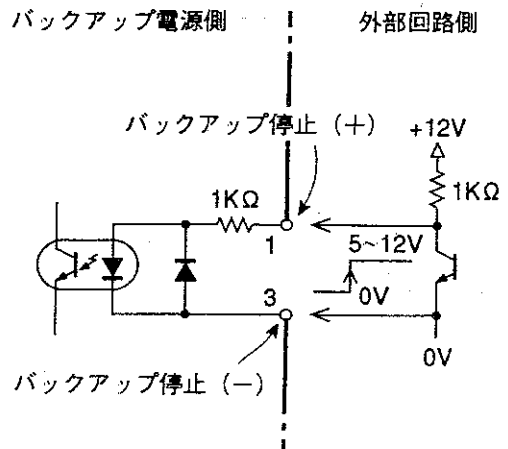 バックアップ電源側
外部回路側
バックアップ停止（＋）
+12V
1KΩ
1KΩ
1
5~12V
3
0V
0V
バックアップ停止（－）